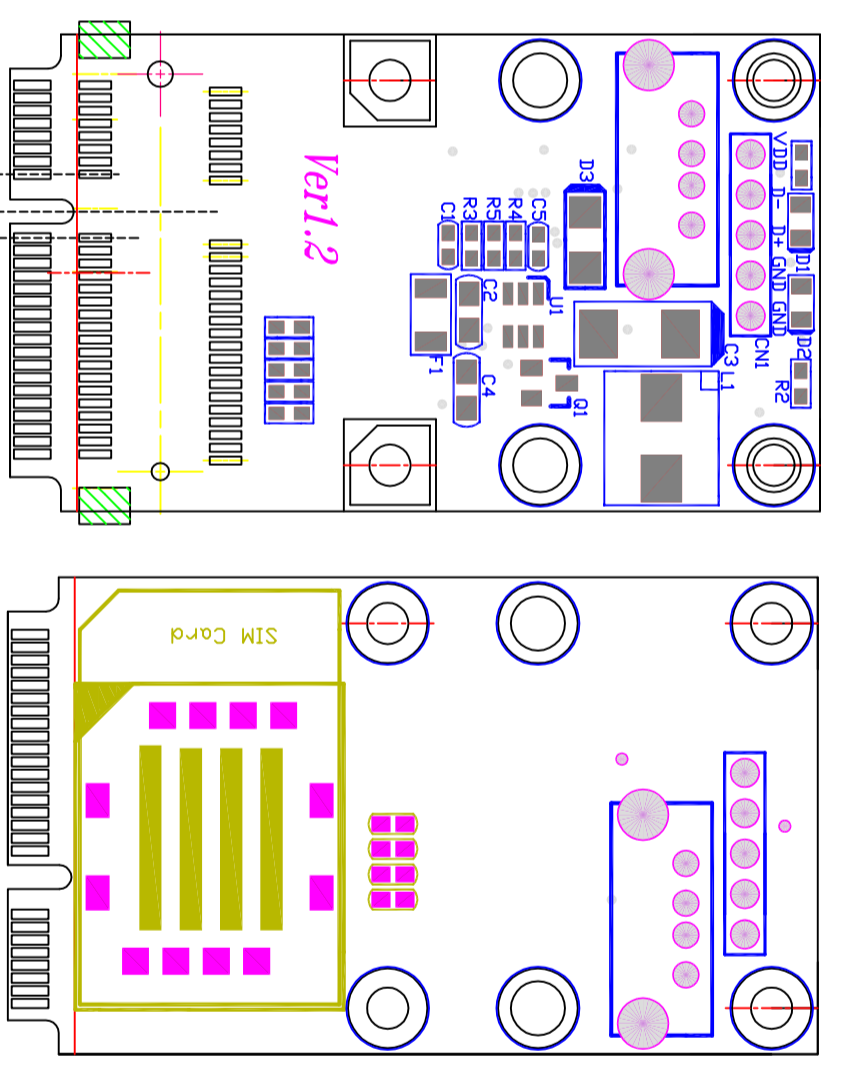 Ver1.2
C1
R3
R5
R4
C5
D3
VDD
D-
D+
GND
GND
D1
D2
CN1
R2
C2
U1
F1
C4
Q1
C3
L1
SIM Card